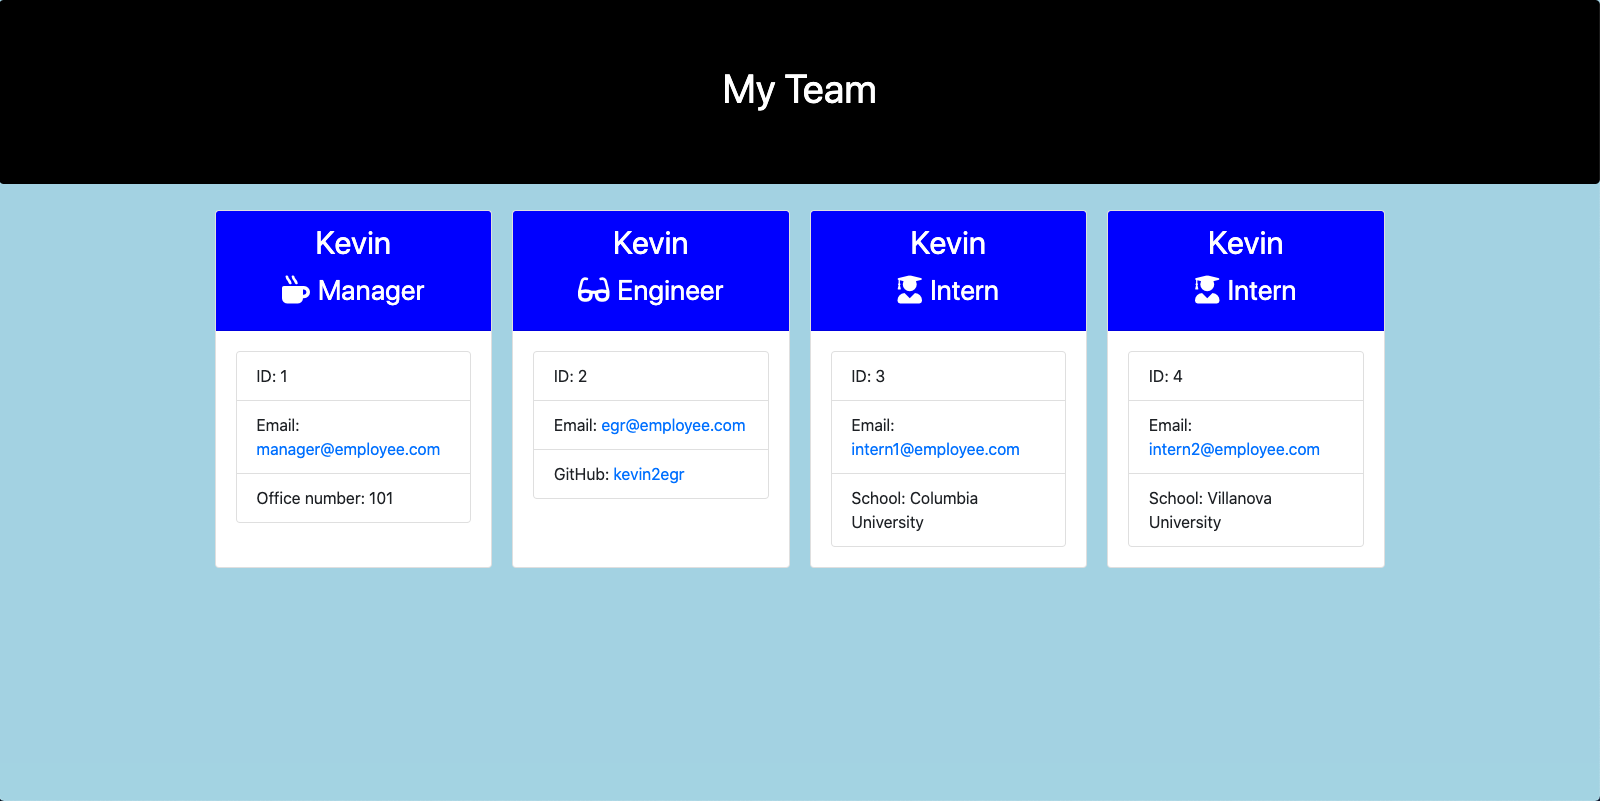 My Team
Kevin
Manager
ID: 1
Email:
manager@employee.com
Office number: 101
Kevin
Engineer
ID: 2
Email: egr@employee.com
GitHub: kevin2egr
Kevin
Intern
ID: 3
Email:
intern1@employee.com
School: Columbia
University
Kevin
Intern
ID: 4
Email:
intern2@employee.com
School: Villanova
University